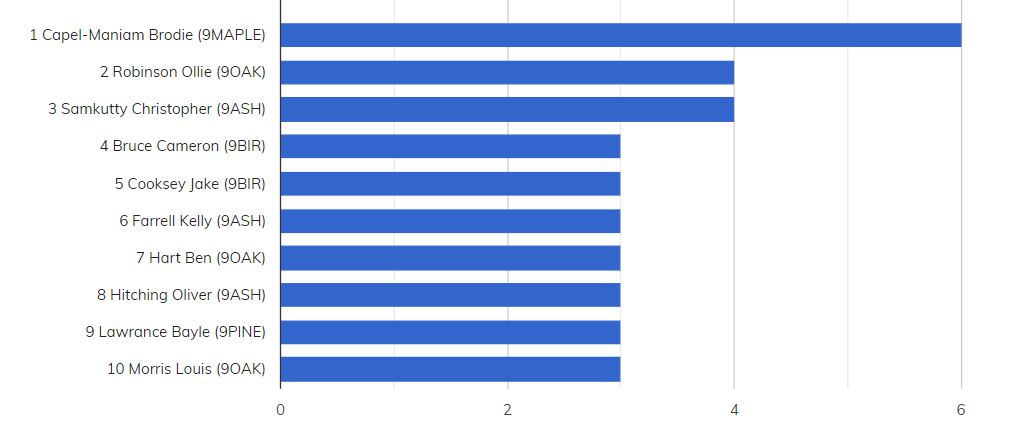 1 Capel-Maniam Brodie (9MAPLE)
2 Robinson Ollie (9OAK)
3 Samkutty Christopher (9ASH)
4 Bruce Cameron (9BIR)
5 Cooksey Jake (9BIR)
6 Farrell Kelly (9ASH)
7 Hart Ben (9OAK)
8 Hitching Oliver (9ASH)
9 Lawrance Bayle (9PINE)
10 Morris Louis (9OAK)
0 2 4 6